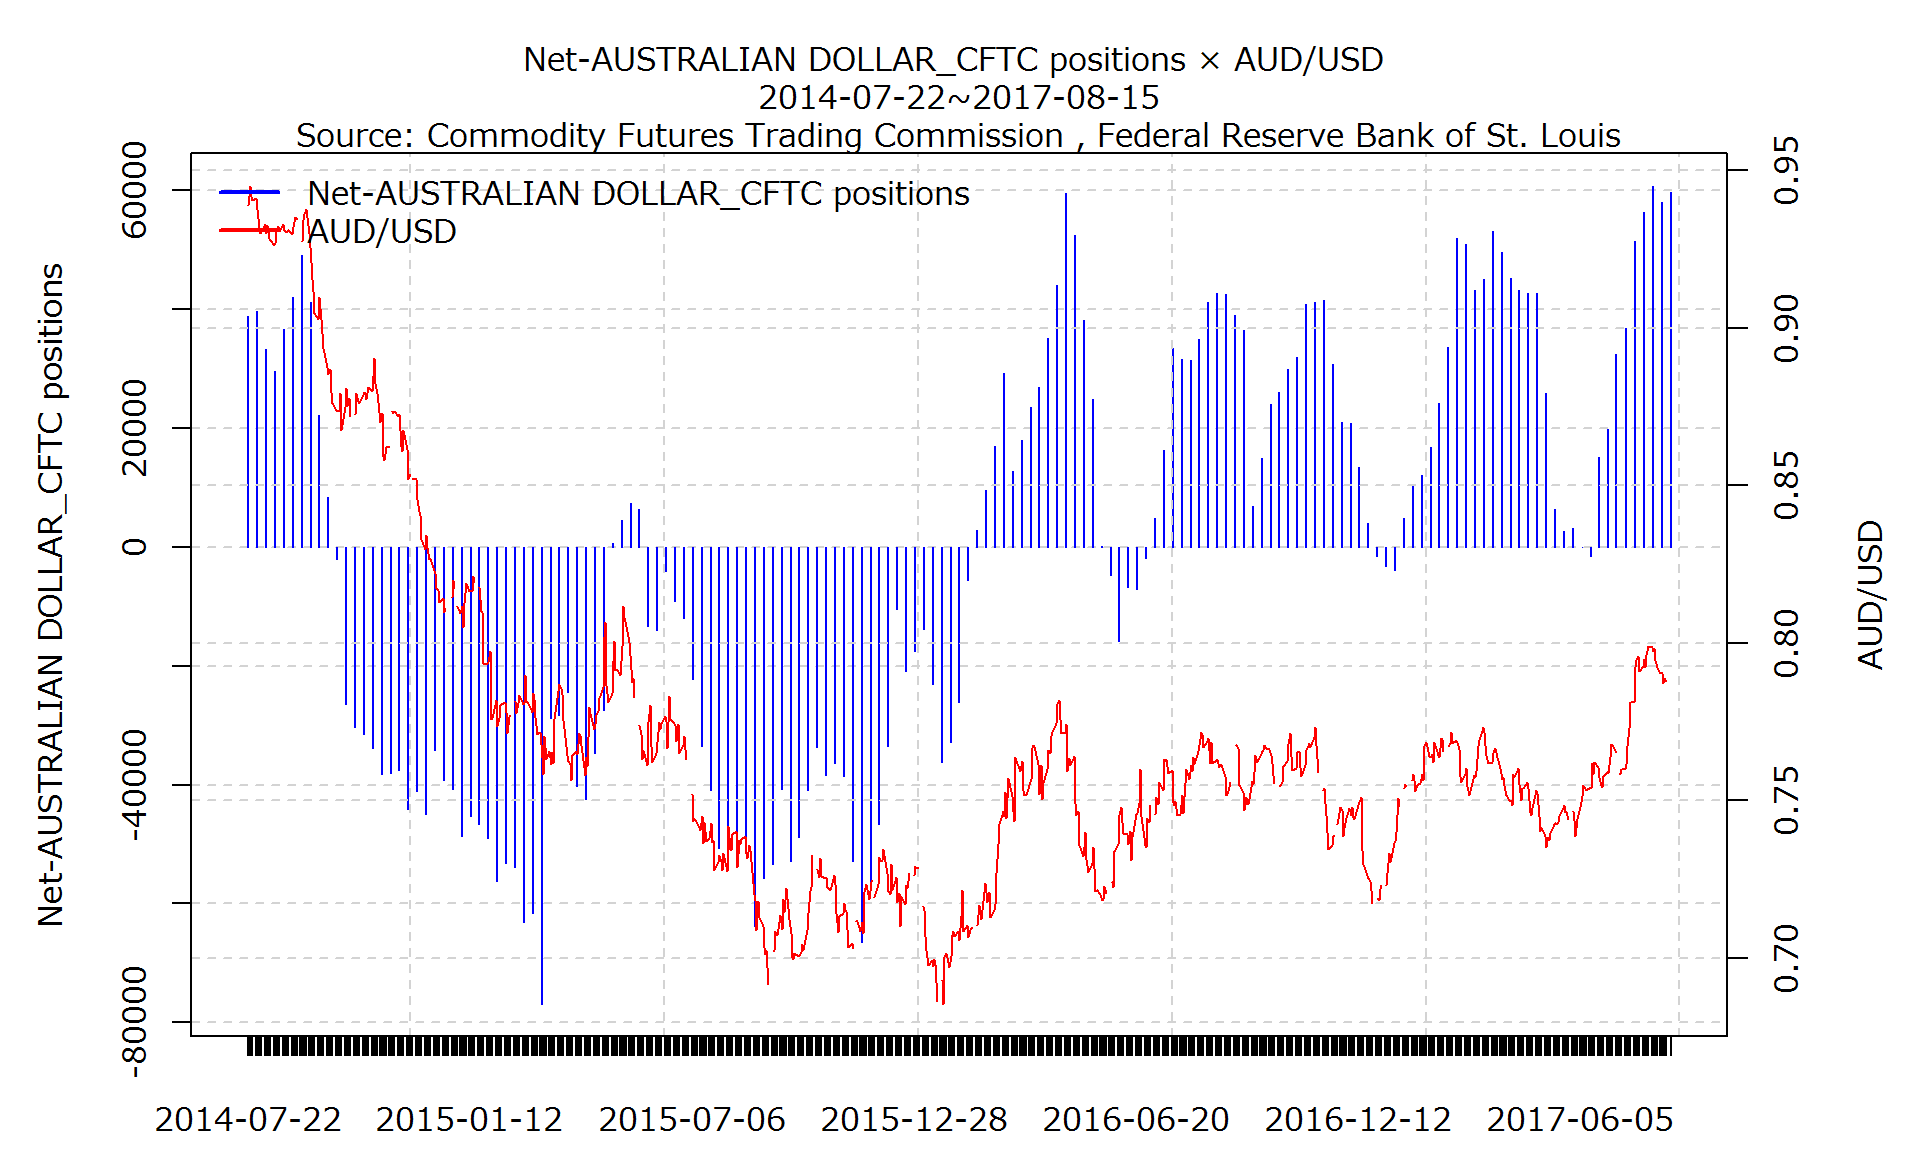 Net-AUSTRALIAN DOLLAR_CFTC positions × AUD/USD
2014-07-22~2017-08-15
Source: Commodity Futures Trading Commission , Federal Reserve Bank of St. Louis
Net-AUSTRALIAN DOLLAR_CFTC positions
AUD/USD
Net-AUSTRALIAN DOLLAR_CFTC positions
60000
20000
0
-40000
-80000
0.95
0.90
0.85
0.80
0.75
0.70
AUD/USD
2014-07-22 2015-01-12 2015-07-06 2015-12-28 2016-06-20 2016-12-12 2017-06-05